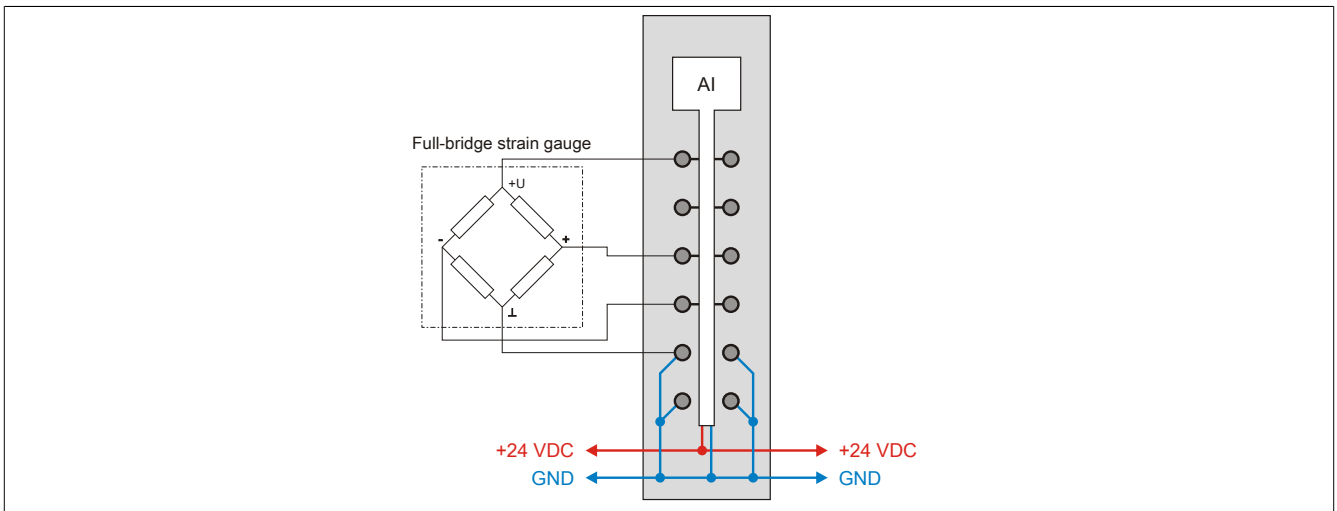 AI
Full-bridge strain gauge
+U
- +
⊥
+24 VDC +24 VDC
GND GND